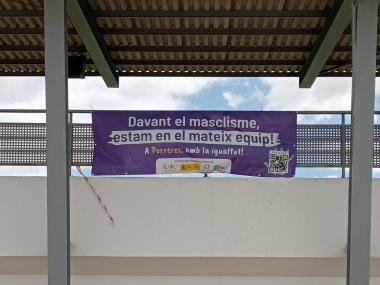 Davant el masclisme,
estam en el mateix equip!
A Porreres, amb la igualtat!